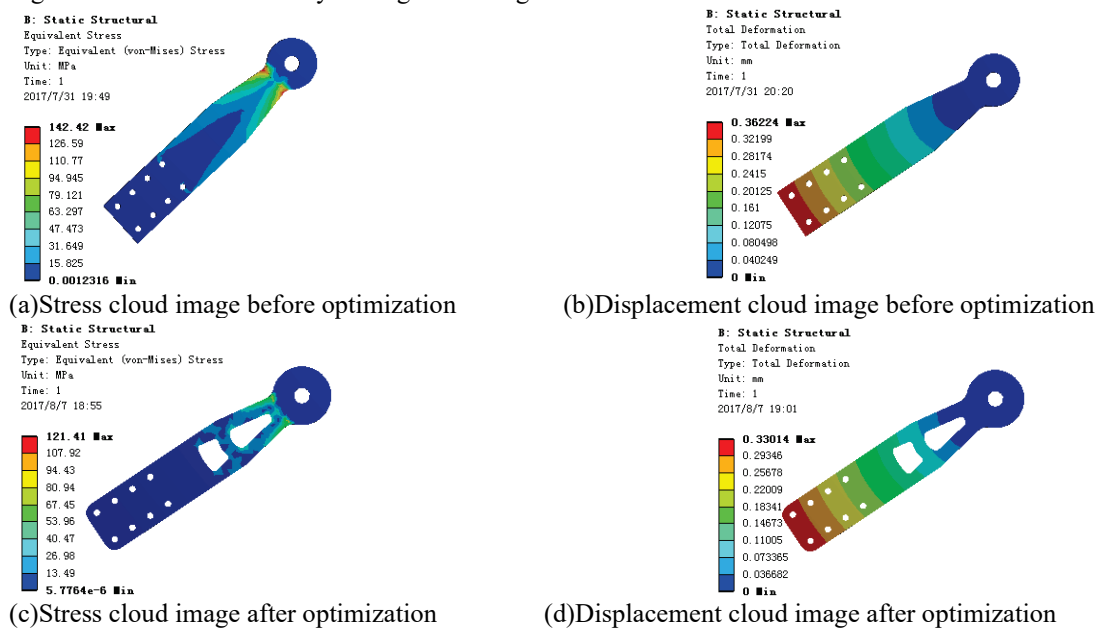 B: Static Structural
Equivalent Stress
Type: Equivalent (von-Mises) Stress
Unit: MPa
Time: 1
2017/7/31 19:49
142.42 Max
126.59
110.77
94.945
79.121
63.297
47.473
31.649
15.825
0.0012316 Min
B: Static Structural
Total Deformation
Type: Total Deformation
Unit: mm
Time: 1
2017/7/31 20:20
0.36224 Max
0.32199
0.28174
0.2415
0.20125
0.161
0.12075
0.080498
0.040249
0 Min
(a)Stress cloud image before optimization
(b)Displacement cloud image before optimization
B: Static Structural
Equivalent Stress
Type: Equivalent (von-Mises) Stress
Unit: MPa
Time: 1
2017/8/7 18:55
121.41 Max
107.92
94.43
80.94
67.45
53.96
40.47
26.98
13.49
5.7764e-6 Min
B: Static Structural
Total Deformation
Type: Total Deformation
Unit: mm
Time: 1
2017/8/7 19:01
0.33014 Max
0.29346
0.25678
0.22009
0.18341
0.14673
0.11005
0.073365
0.036682
0 Min
(c)Stress cloud image after optimization
(d)Displacement cloud image after optimization